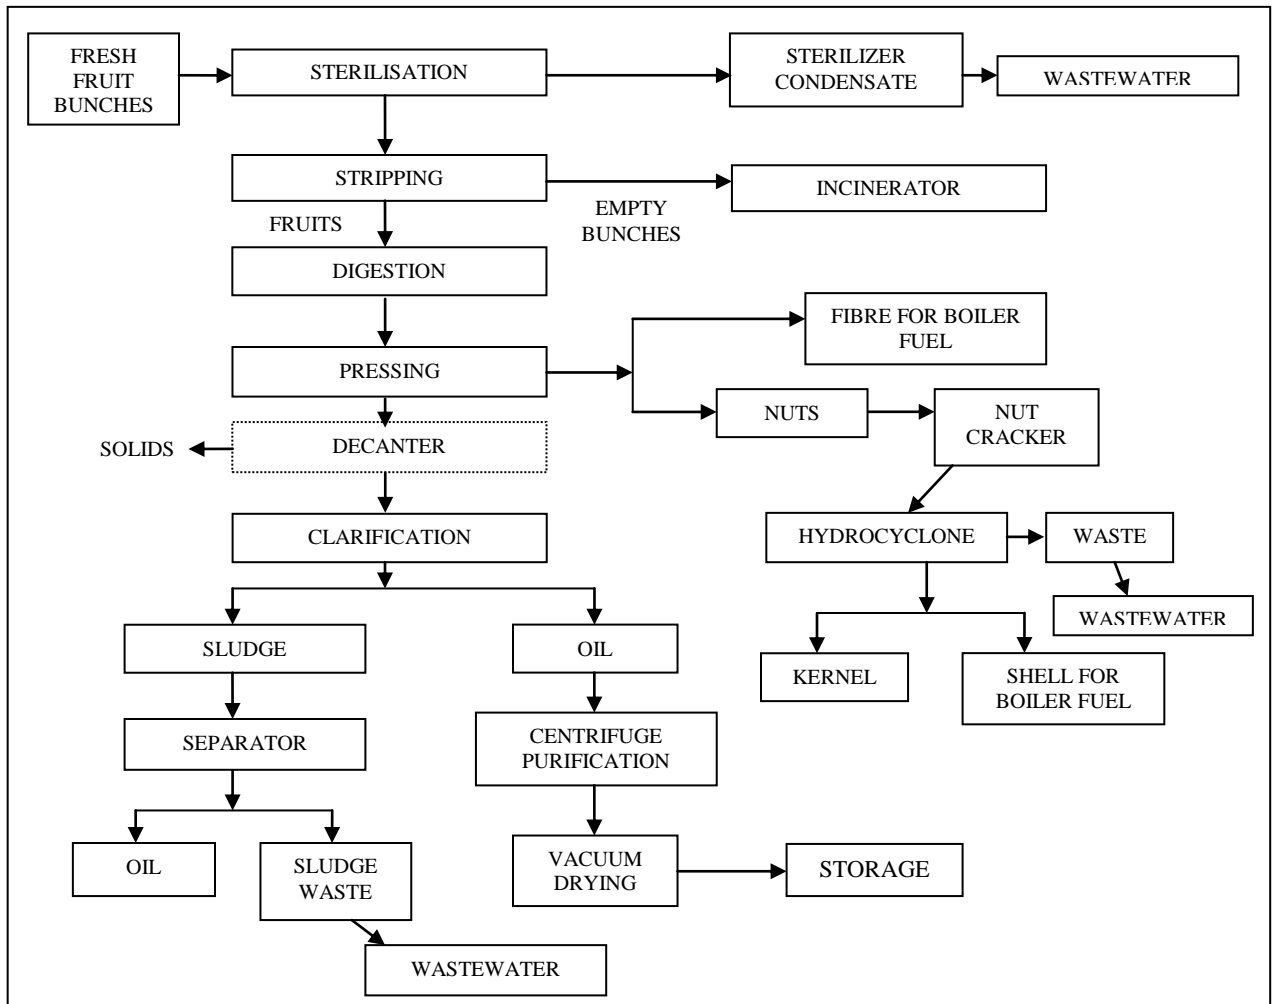 FRESH
FRUIT
BUNCHES
STERILISATION
STERILIZER
CONDENSATE
WASTEWATER
STRIPPING
INCINERATOR
FRUITS
EMPTY
BUNCHES
DIGESTION
FIBRE FOR BOILER
FUEL
PRESSING
NUTS
NUT
CRACKER
SOLIDS
DECANTER
CLARIFICATION
HYDROCYCLONE
WASTE
WASTEWATER
SLUDGE
OIL
KERNEL
SHELL FOR
BOILER FUEL
SEPARATOR
CENTRIFUGE
PURIFICATION
OIL
SLUDGE
WASTE
VACUUM
DRYING
STORAGE
WASTEWATER